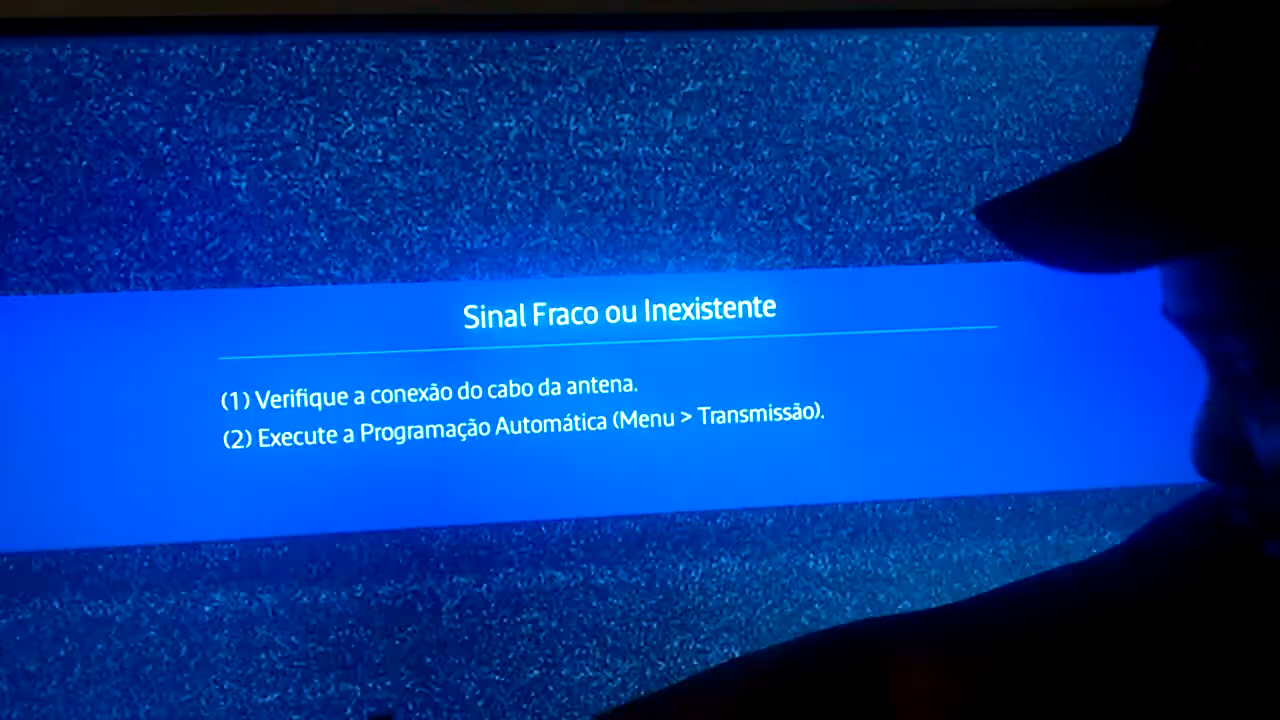 Sinal Fraco ou Inexistente
(1) Verifique a conexão do cabo da antena.
(2) Execute a Programação Automática (Menu > Transmissão).